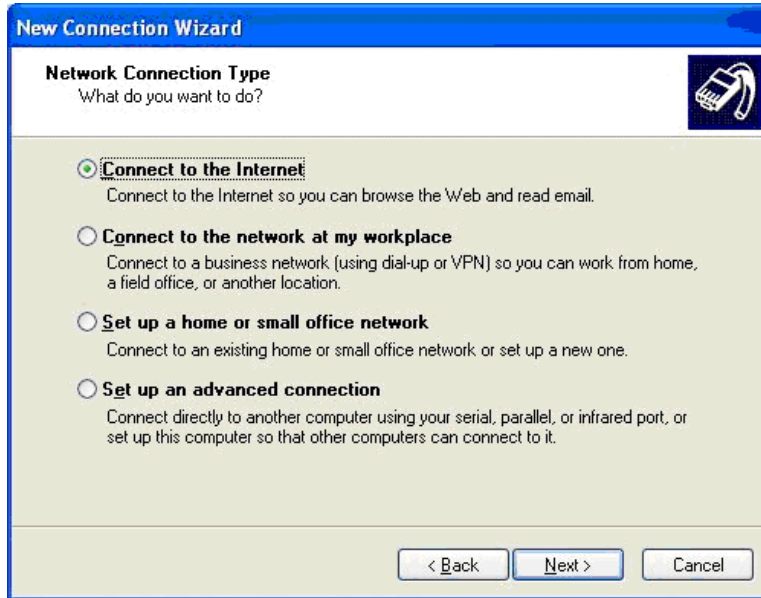 New Connection Wizard
Network Connection Type
What do you want to do?
Connect to the Internet
Connect to the Internet so you can browse the Web and read email.
Connect to the network at my workplace
Connect to a business network (using dial-up or VPN) so you can work from home,
a field office, or another location.
Set up a home or small office network
Connect to an existing home or small office network or set up a new one.
Set up an advanced connection
Connect directly to another computer using your serial, parallel, or infrared port, or
set up this computer so that other computers can connect to it.
< Back Next > Cancel